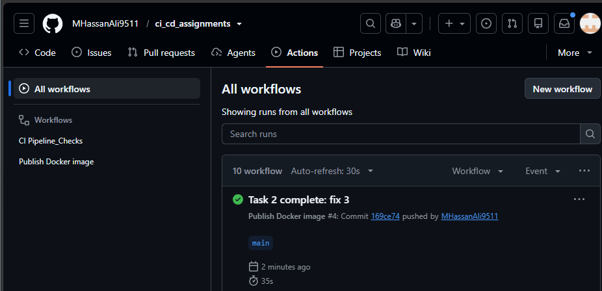 MHassanAli9511 / ci_cd_assignments
Code Issues Pull requests Agents Actions Projects Wiki More
All workflows
Workflows
CI Pipeline_Checks
Publish Docker image
All workflows
New workflow
Showing runs from all workflows
Search runs
10 workflow Auto-refresh: 30s Workflow Event
Task 2 complete: fix 3
Publish Docker image #4: Commit 169ce74 pushed by MHassanAli9511
main
2 minutes ago
35s